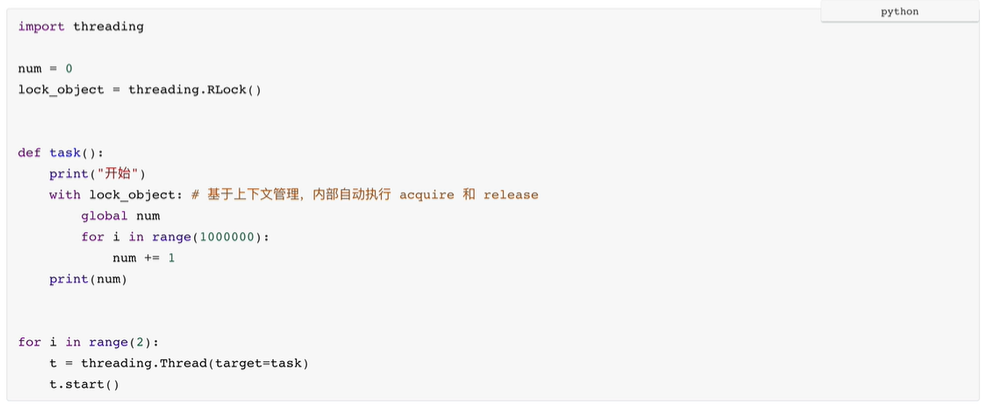 python
import threading
num = 0
lock_object = threading.RLock()
def task():
    print("开始")
    with lock_object: # 基于上下文管理，内部自动执行 acquire 和 release
        global num
        for i in range(1000000):
            num += 1
    print(num)
for i in range(2):
    t = threading.Thread(target=task)
    t.start()